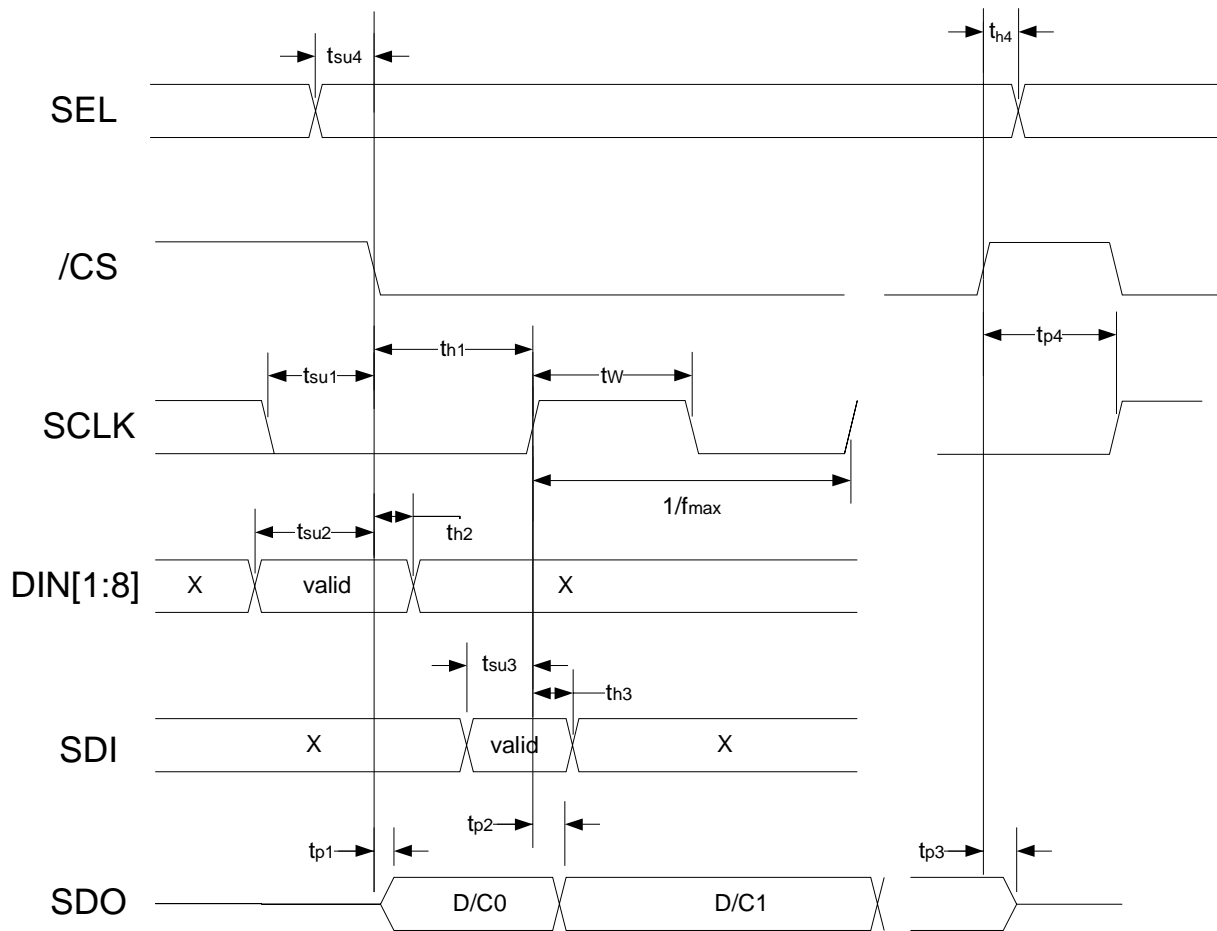 tsu4
th4
SEL
/CS
th1
tp4
tsu1
tW
SCLK
1/fmax
tsu2
th2
DIN[1:8]
X
valid
X
tsu3
th3
SDI
X
valid
X
tp2
tp1
tp3
SDO
D/C0
D/C1